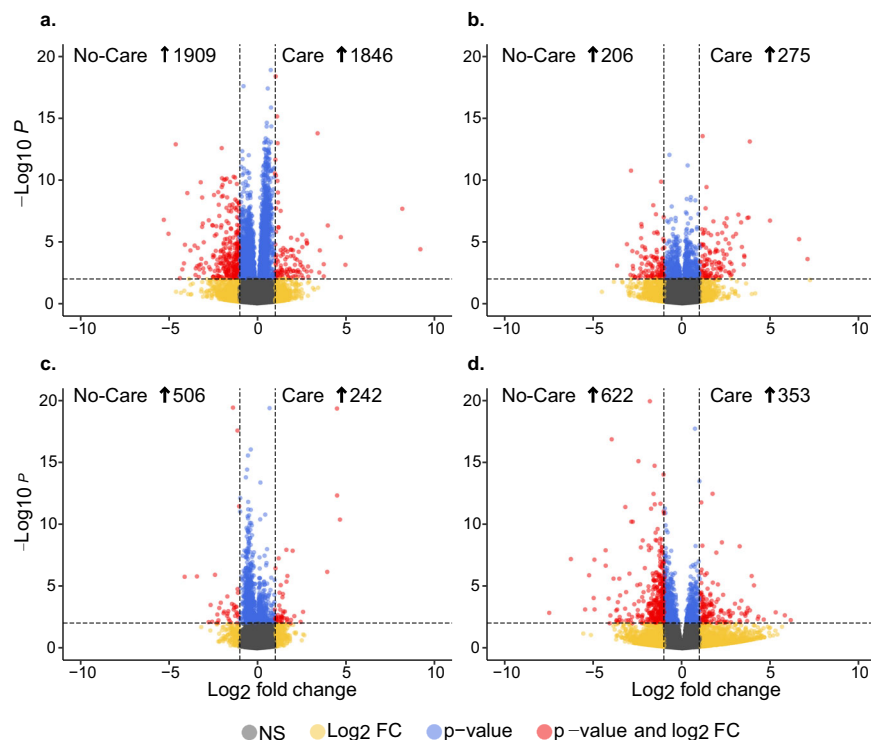 a.
No-Care ↑1909 Care ↑1846
20
15
10
5
0
−Log10 P
−10 −5 0 5 10
b.
No-Care ↑206 Care ↑275
20
15
10
5
0
−10 −5 0 5 10
c.
No-Care ↑506 Care ↑242
20
15
10
5
0
−Log10 P
−10 −5 0 5 10
Log2 fold change
d.
No-Care ↑622 Care ↑353
20
15
10
5
0
−10 −5 0 5 10
Log2 fold change
NS Log2 FC p−value p −value and log2 FC